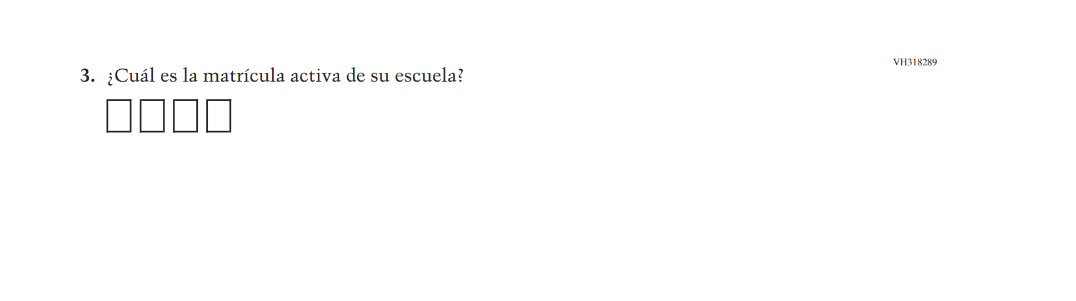 VH318289
3. ¿Cuál es la matrícula activa de su escuela?